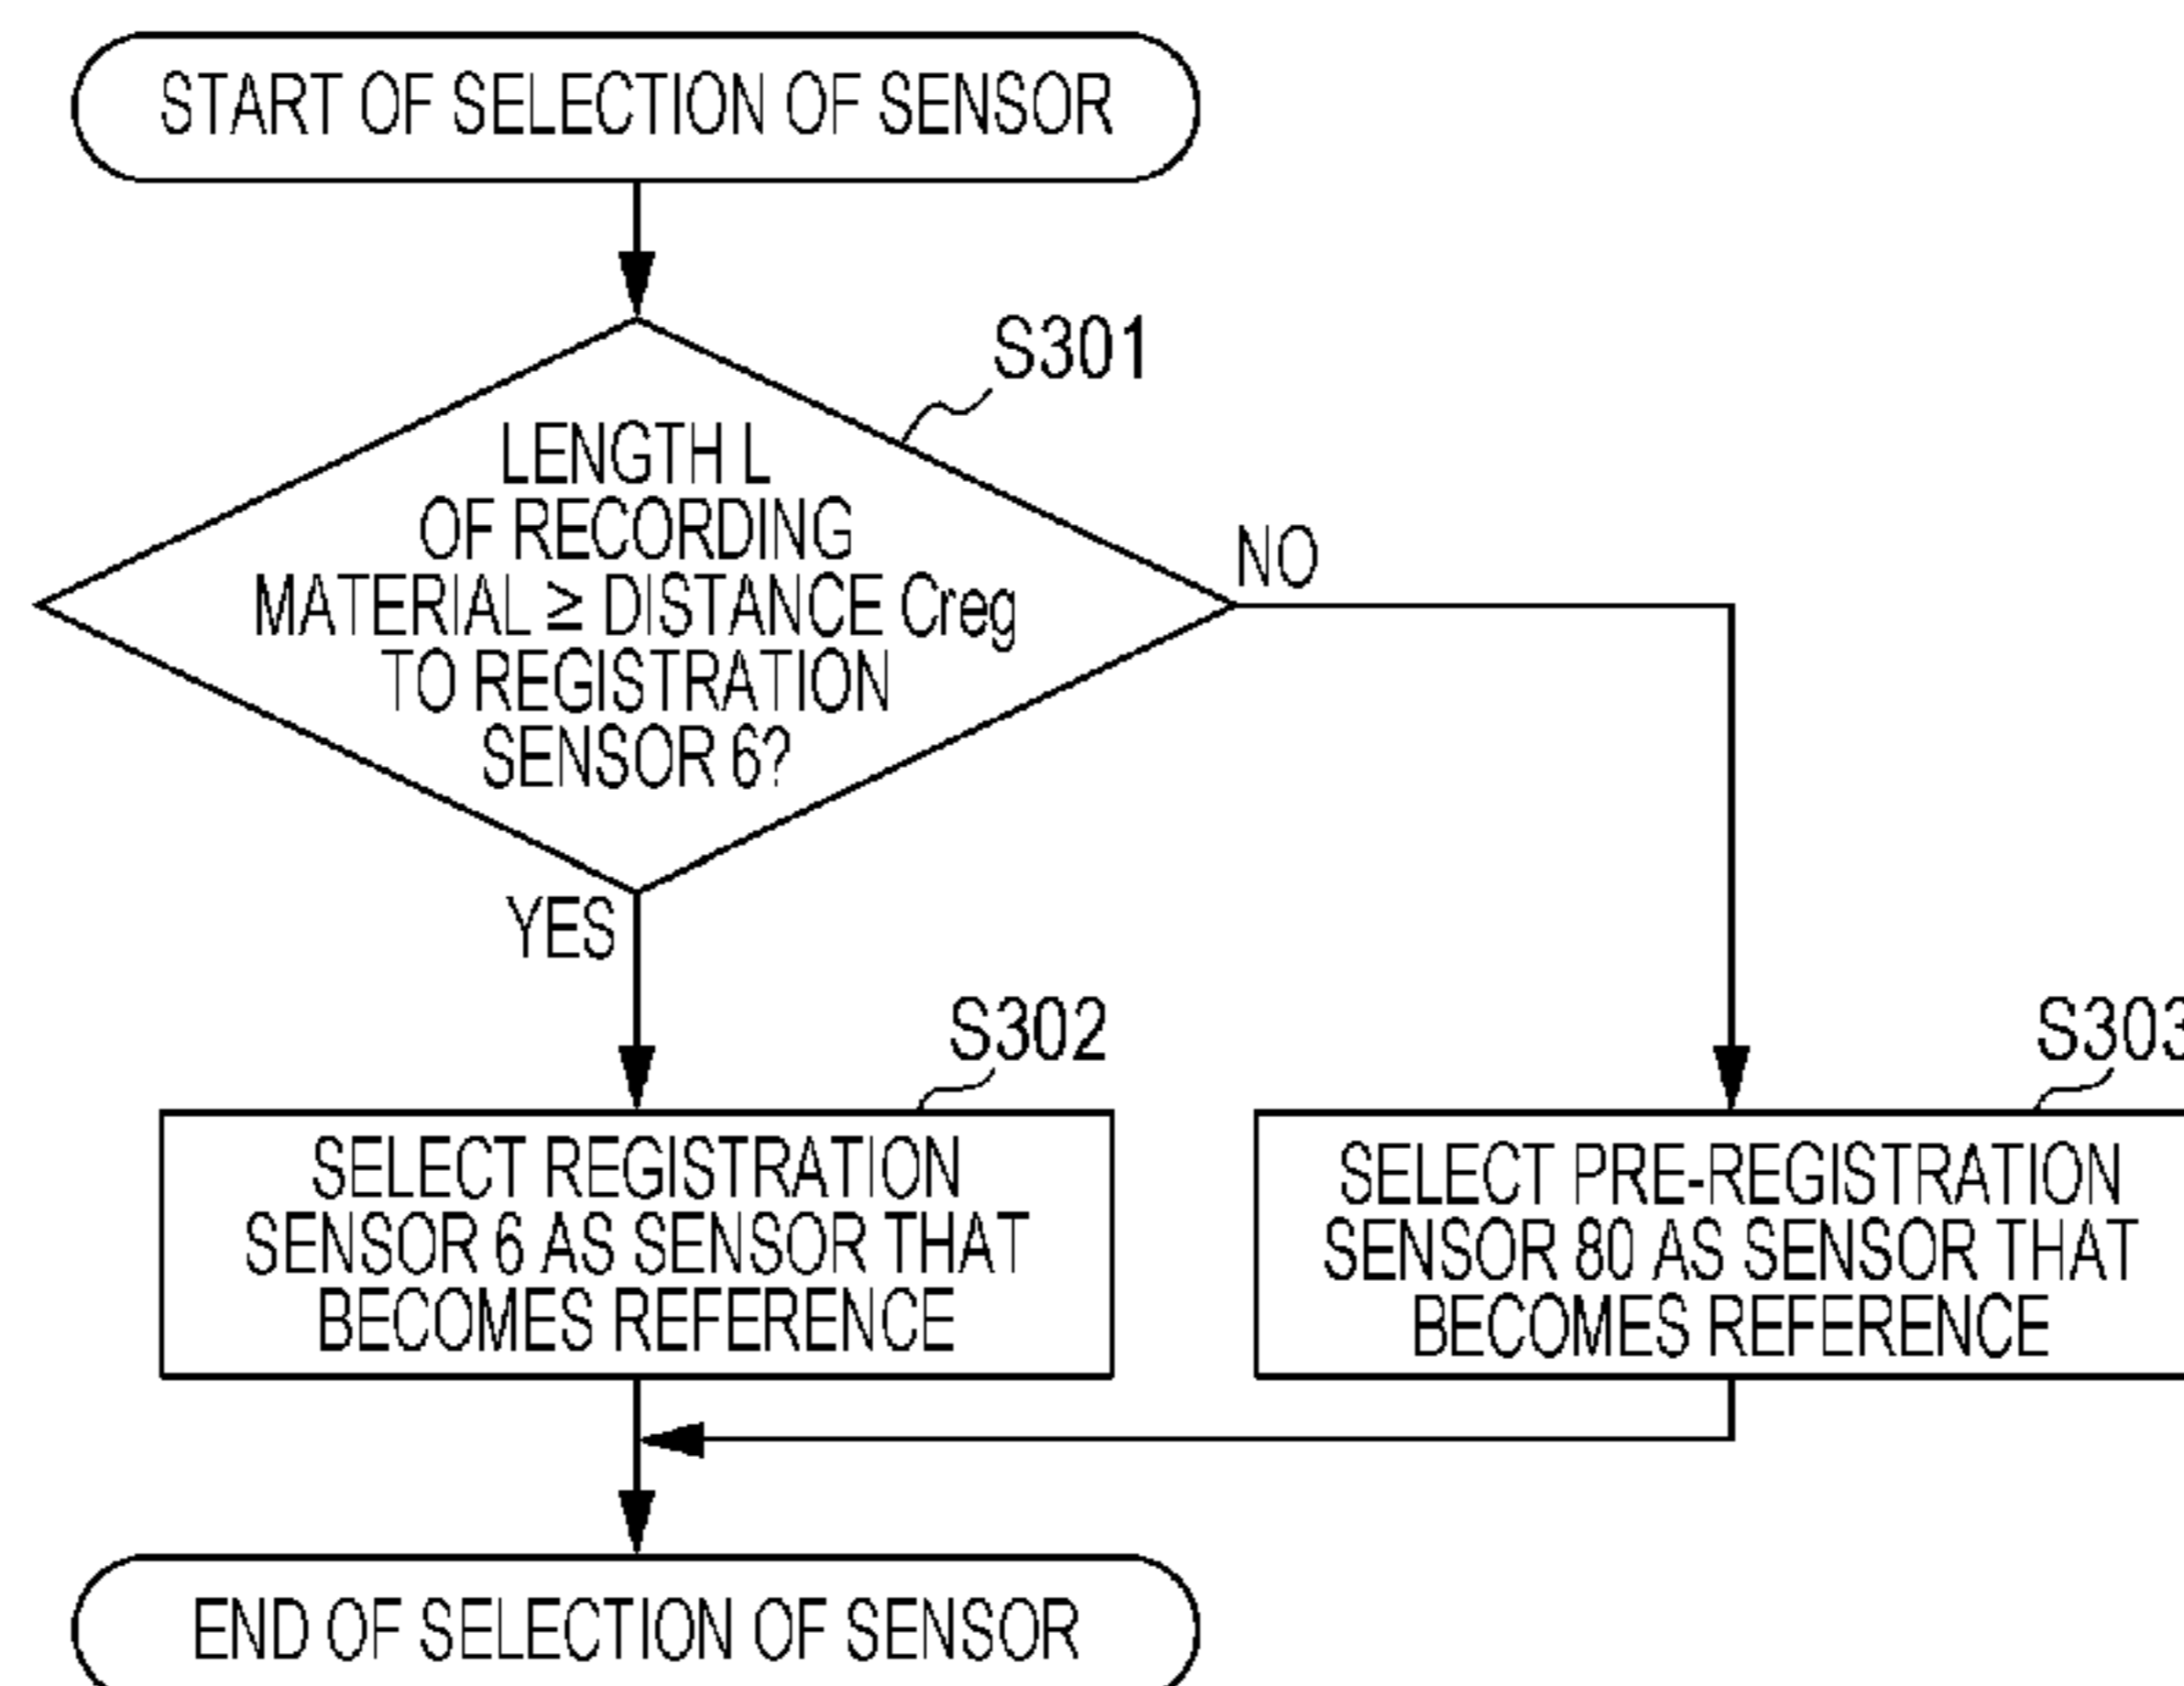 START OF SELECTION OF SENSOR
S301
LENGTH L
OF RECORDING
MATERIAL ≥ DISTANCE Creg
TO REGISTRATION
SENSOR 6?
NO
YES
S302
SELECT REGISTRATION
SENSOR 6 AS SENSOR THAT
BECOMES REFERENCE
S303
SELECT PRE-REGISTRATION
SENSOR 80 AS SENSOR THAT
BECOMES REFERENCE
END OF SELECTION OF SENSOR